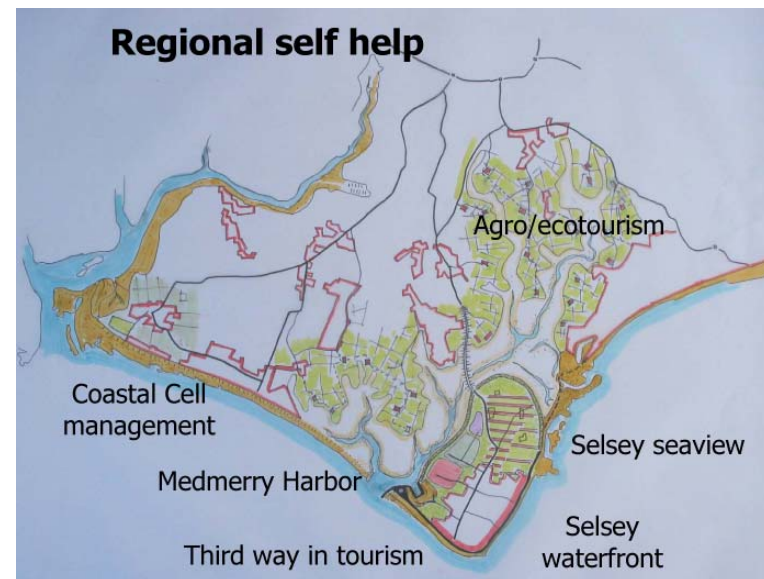 Regional self help
Agro/ecotourism
Coastal Cell
management
Selsey seaview
Medmerry Harbor
Selsey
waterfront
Third way in tourism